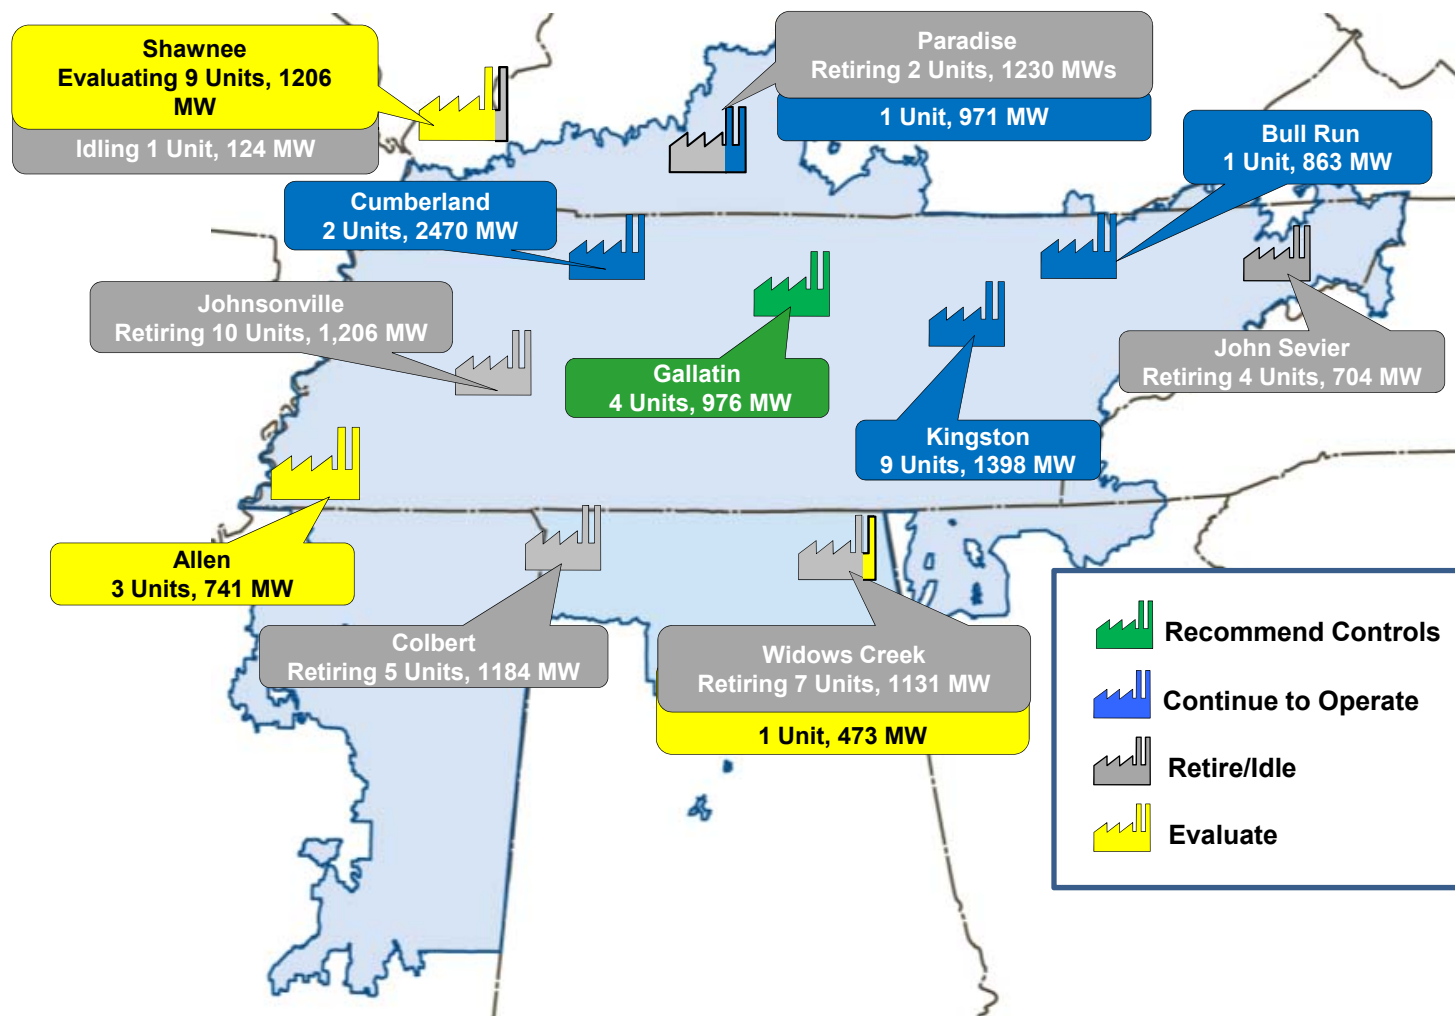 Shawnee
Evaluating 9 Units, 1206
MW
Idling 1 Unit, 124 MW
Paradise
Retiring 2 Units, 1230 MWs
1 Unit, 971 MW
Bull Run
1 Unit, 863 MW
Cumberland
2 Units, 2470 MW
Johnsonville
Retiring 10 Units, 1,206 MW
Gallatin
4 Units, 976 MW
John Sevier
Retiring 4 Units, 704 MW
Kingston
9 Units, 1398 MW
Allen
3 Units, 741 MW
Colbert
Retiring 5 Units, 1184 MW
Widows Creek
Retiring 7 Units, 1131 MW
1 Unit, 473 MW
Recommend Controls
Continue to Operate
Retire/Idle
Evaluate